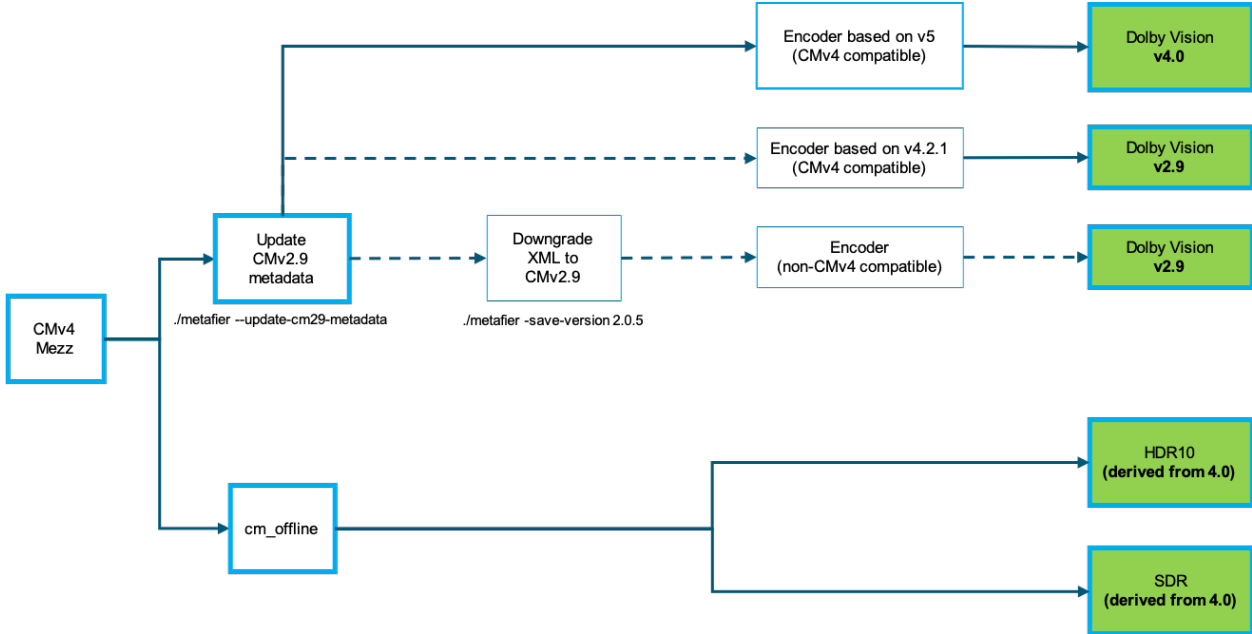 Encoder based on v5
(CMv4 compatible)
Dolby Vision
v4.0
Encoder based on v4.2.1
(CMv4 compatible)
Dolby Vision
v2.9
Update
CMv2.9
metadata
Downgrade
XML to
CMv2.9
Encoder
(non-CMv4 compatible)
Dolby Vision
v2.9
./metafier --update-cm29-metadata
./metafier -save-version 2.0.5
CMv4
Mezz
HDR10
(derived from 4.0)
cm_offline
SDR
(derived from 4.0)